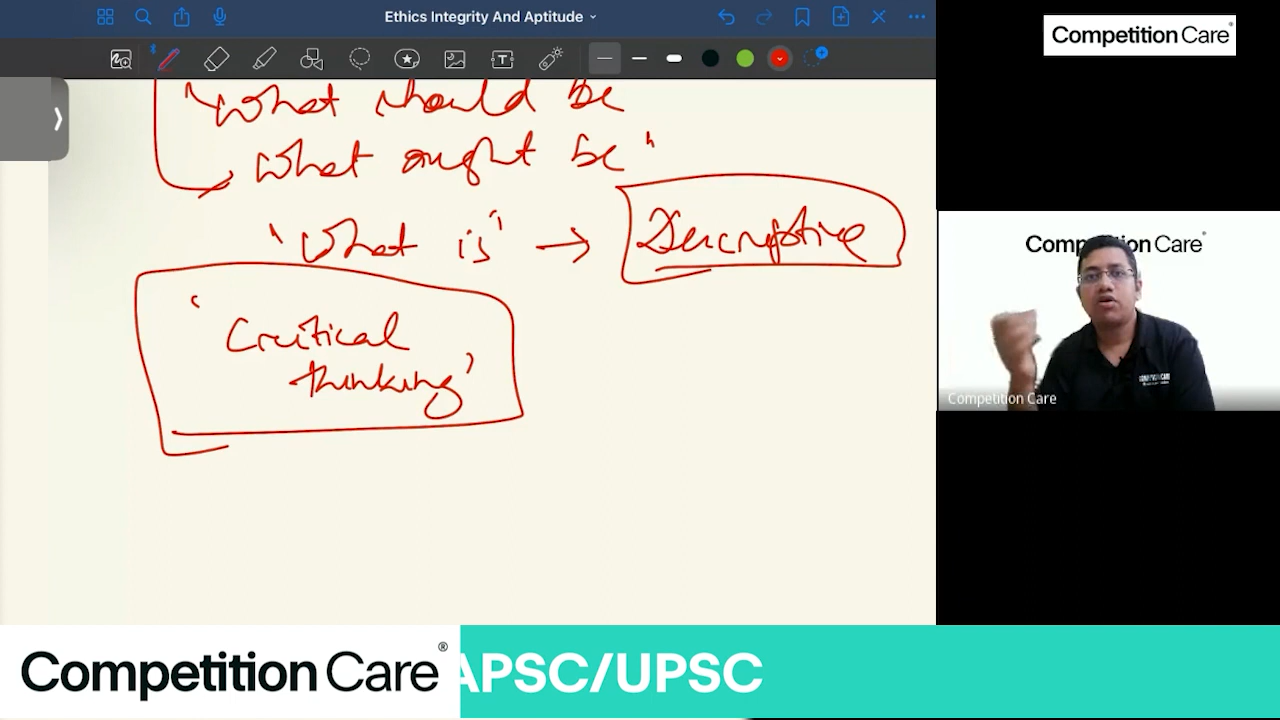 Ethics Integrity And Aptitude
Competition Care®
"What should be
What ought be"
'What is' → Descriptive
'Critical
thinking'
T
Competition Care®
COMPETITION CARE
Competition Care
Competition Care®
APSC/UPSC